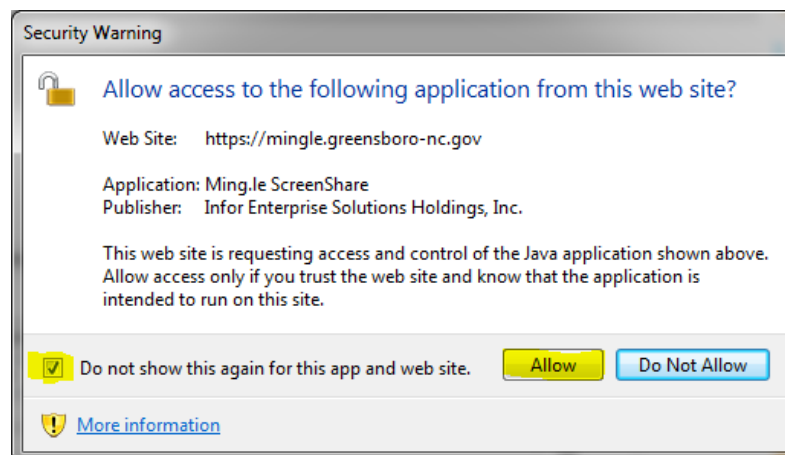 Security Warning
Allow access to the following application from this web site?
Web Site: https://mingle.greensboro-nc.gov
Application: Ming.le ScreenShare
Publisher: Infor Enterprise Solutions Holdings, Inc.
This web site is requesting access and control of the Java application shown above.
Allow access only if you trust the web site and know that the application is
intended to run on this site.
Do not show this again for this app and web site. Allow Do Not Allow
More information